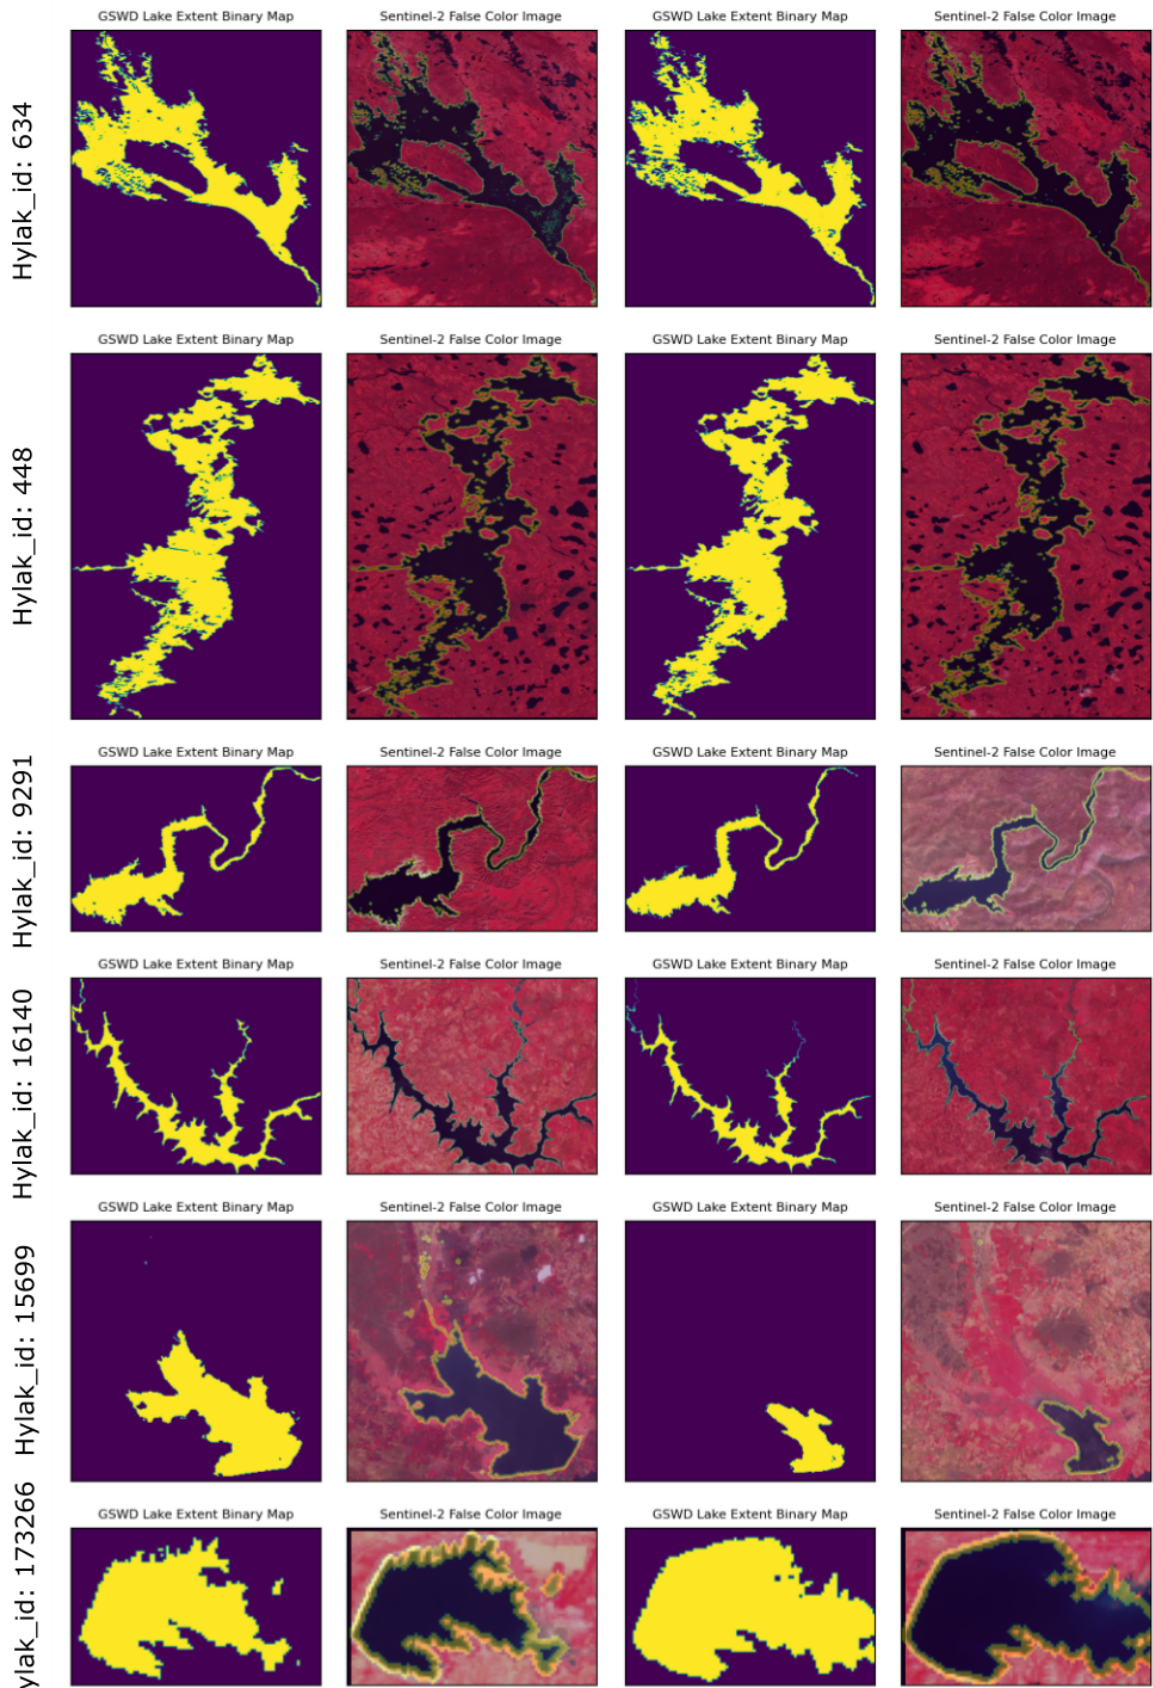 GSWD Lake Extent Binary Map Sentinel-2 False Color Image GSWD Lake Extent Binary Map Sentinel-2 False Color Image
Hylak_id: 634
GSWD Lake Extent Binary Map Sentinel-2 False Color Image GSWD Lake Extent Binary Map Sentinel-2 False Color Image
Hylak_id: 448
GSWD Lake Extent Binary Map Sentinel-2 False Color Image GSWD Lake Extent Binary Map Sentinel-2 False Color Image
Hylak_id: 9291
GSWD Lake Extent Binary Map Sentinel-2 False Color Image GSWD Lake Extent Binary Map Sentinel-2 False Color Image
Hylak_id: 16140
GSWD Lake Extent Binary Map Sentinel-2 False Color Image GSWD Lake Extent Binary Map Sentinel-2 False Color Image
Hylak_id: 15699
GSWD Lake Extent Binary Map Sentinel-2 False Color Image GSWD Lake Extent Binary Map Sentinel-2 False Color Image
ylak_id: 173266